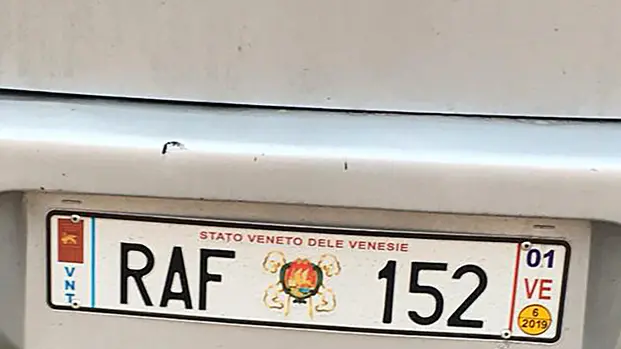 STATO VENETO DELE VENESIE
VNT
RAF 152
01
VE
6
2019